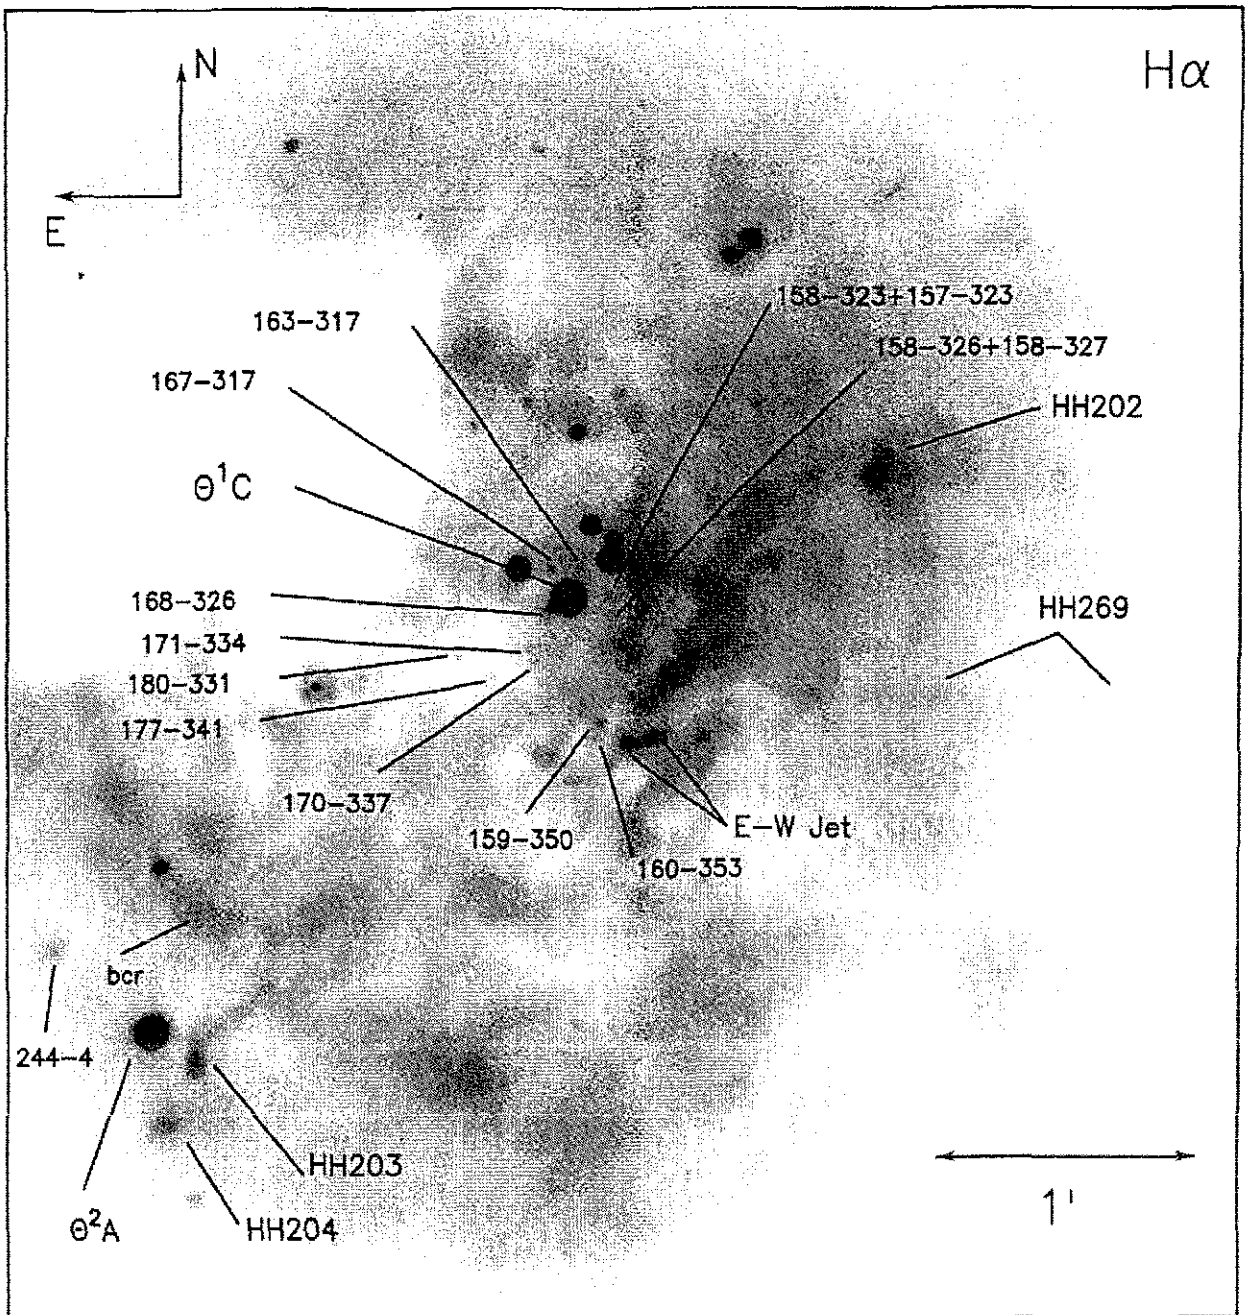 N
Hα
E
158-323+157-323
163-317
158-326+158-327
167-317
HH202
Θ¹C
168-326
HH269
171-334
180-331
177-341
170-337
159-350
E-W Jet
160-353
bcr
244-4
HH203
1'
Θ²A
HH204